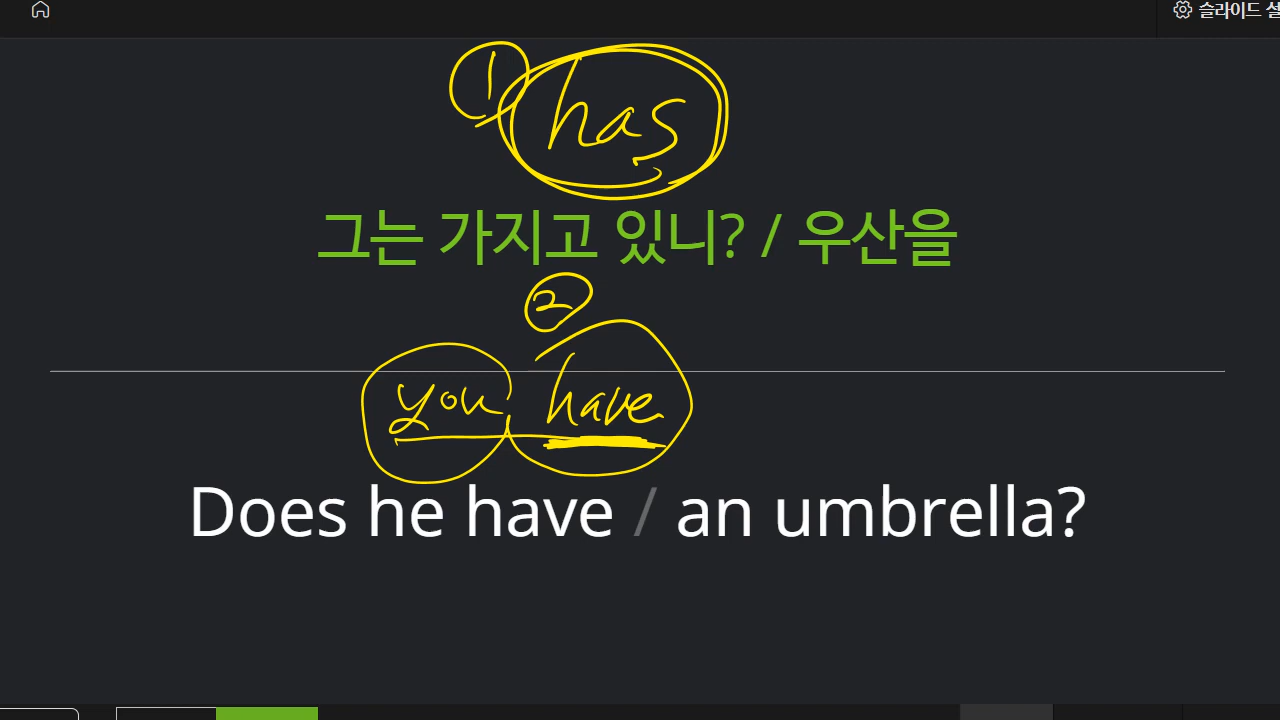 슬라이드
① has
그는 가지고 있니? / 우산을
②
you have
Does he have / an umbrella?